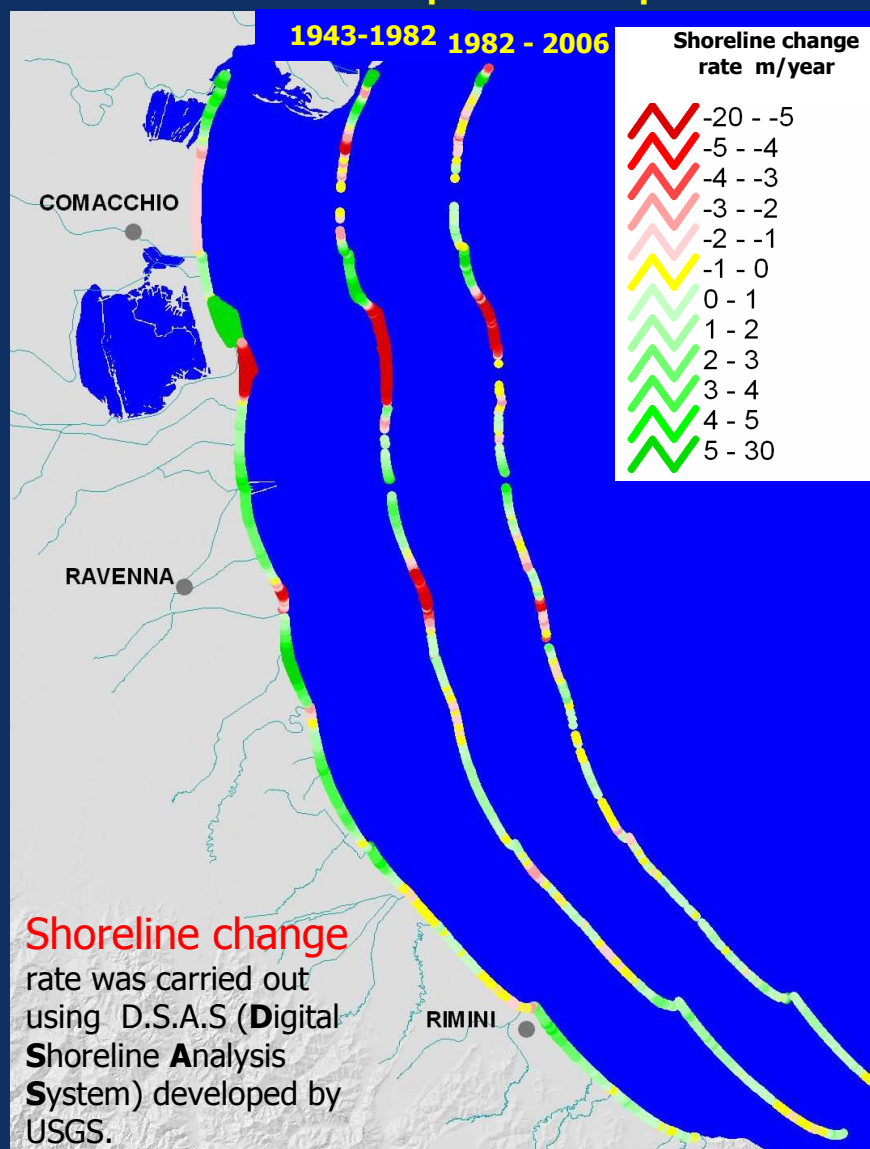 1943-1982 1982 - 2006
Shoreline change
rate m/year
-20 - -5
-5 - -4
-4 - -3
-3 - -2
-2 - -1
-1 - 0
0 - 1
1 - 2
2 - 3
3 - 4
4 - 5
5 - 30
COMACCHIO
RAVENNA
RIMINI
Shoreline change
rate was carried out
using D.S.A.S (Digital
Shoreline Analysis
System) developed by
USGS.